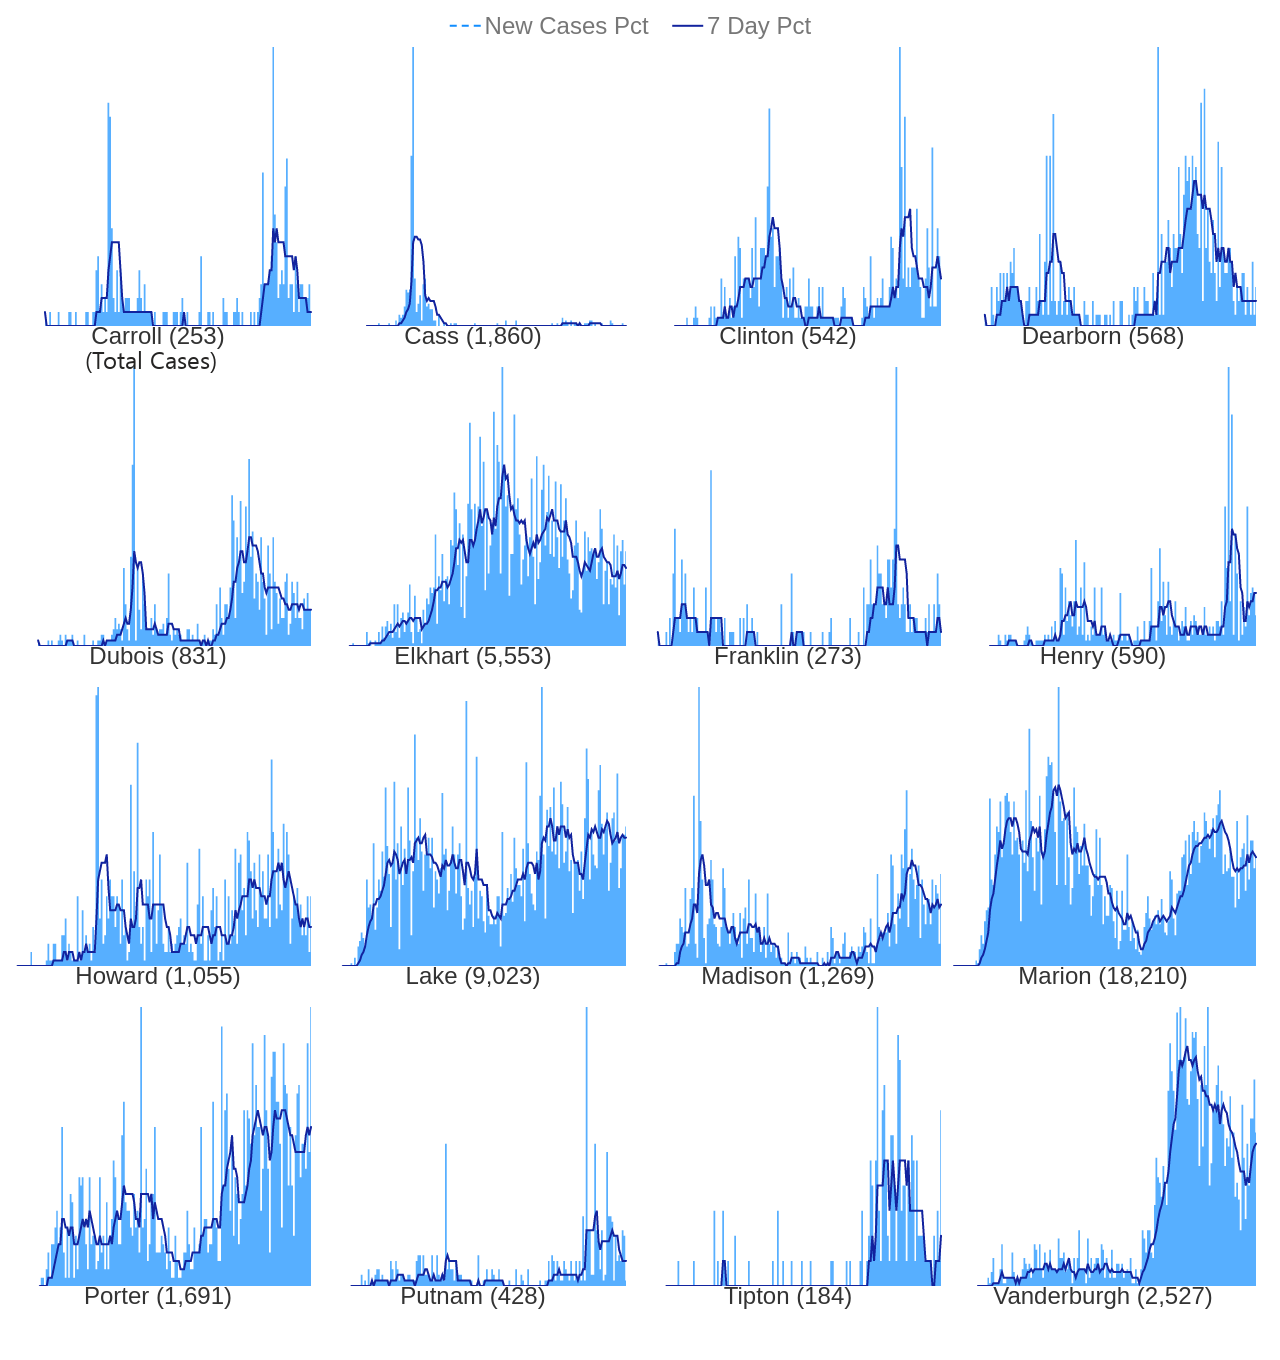 New Cases Pct 7 Day Pct
Carroll (253) Cass (1,860) Clinton (542) Dearborn (568)
(Total Cases)
Dubois (831) Elkhart (5,553) Franklin (273) Henry (590)
Howard (1,055) Lake (9,023) Madison (1,269) Marion (18,210)
Porter (1,691) Putnam (428) Tipton (184) Vanderburgh (2,527)